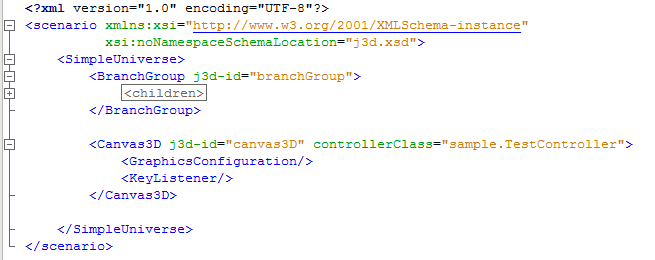 <?xml version="1.0" encoding="UTF-8"?>
<scenario xmlns:xsi="http://www.w3.org/2001/XMLSchema-instance"
xsi:noNamespaceSchemaLocation="j3d.xsd">
<SimpleUniverse>
<BranchGroup j3d-id="branchGroup">
<children>
</BranchGroup>
<Canvas3D j3d-id="canvas3D" controllerClass="sample.TestController">
<GraphicsConfiguration/>
<KeyListener/>
</Canvas3D>
</SimpleUniverse>
</scenario>